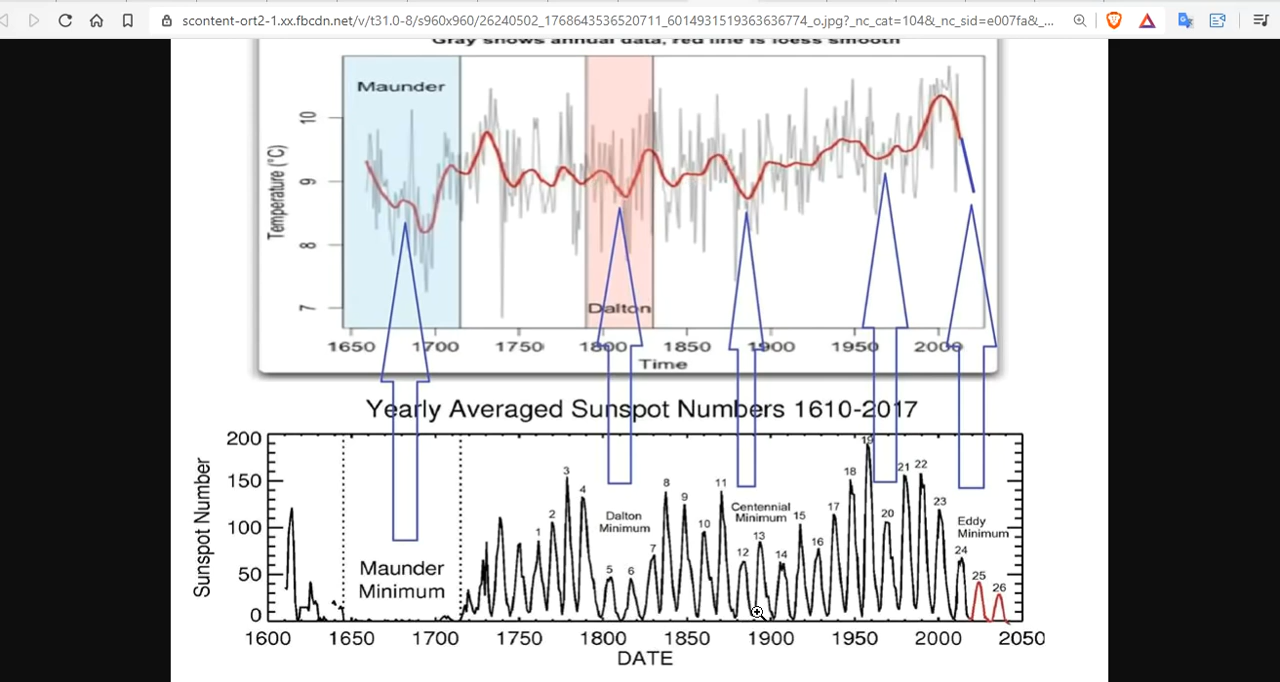 scontent-ort2-1.xx.fbcdn.net/v/t31.0-8/s960x960/26240502_1768643536520711_6014931519363636774_o.jpg?_nc_cat=104&_nc_sid=e007fa&_...
Gray shows annual data, red line is loess smooth
Maunder
Temperature (°C)
10
9
8
7
Dalton
1650 1700 1750 1800 1850 1900 1950 2000
Time
Yearly Averaged Sunspot Numbers 1610-2017
Sunspot Number
200
150
100
50
0
Maunder
Minimum
1
2
3
4
Dalton
Minimum
5
6
7
8
9
10
11
Centennial
Minimum
12
13
14
15
16
17
18
19
20
21
22
23
Eddy
Minimum
24
25
26
1600 1650 1700 1750 1800 1850 1900 1950 2000 2050
DATE